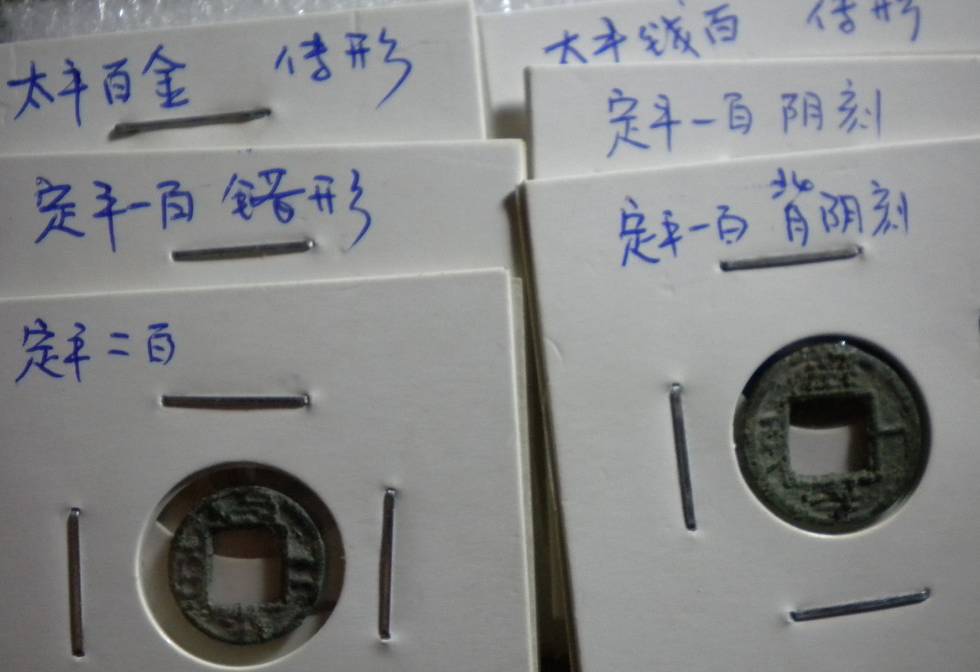 太平百金 传形
太平钱百 传形
定平一百 阴刻
定平一百 错形
定平一百 背阴刻
定平二百